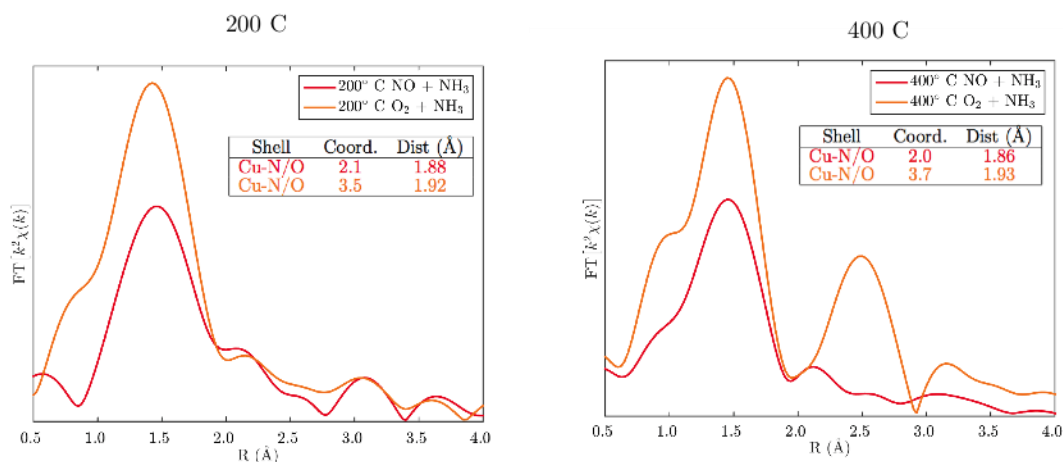 200 C
200° C NO + NH₃
200° C O₂ + NH₃
Shell Coord. Dist (Å)
Cu-N/O 2.1 1.88
Cu-N/O 3.5 1.92
FT [k²χ(k)]
0.5 1.0 1.5 2.0 2.5 3.0 3.5 4.0
R (Å)
400 C
400° C NO + NH₃
400° C O₂ + NH₃
Shell Coord. Dist (Å)
Cu-N/O 2.0 1.86
Cu-N/O 3.7 1.93
FT [k²χ(k)]
0.5 1.0 1.5 2.0 2.5 3.0 3.5 4.0
R (Å)